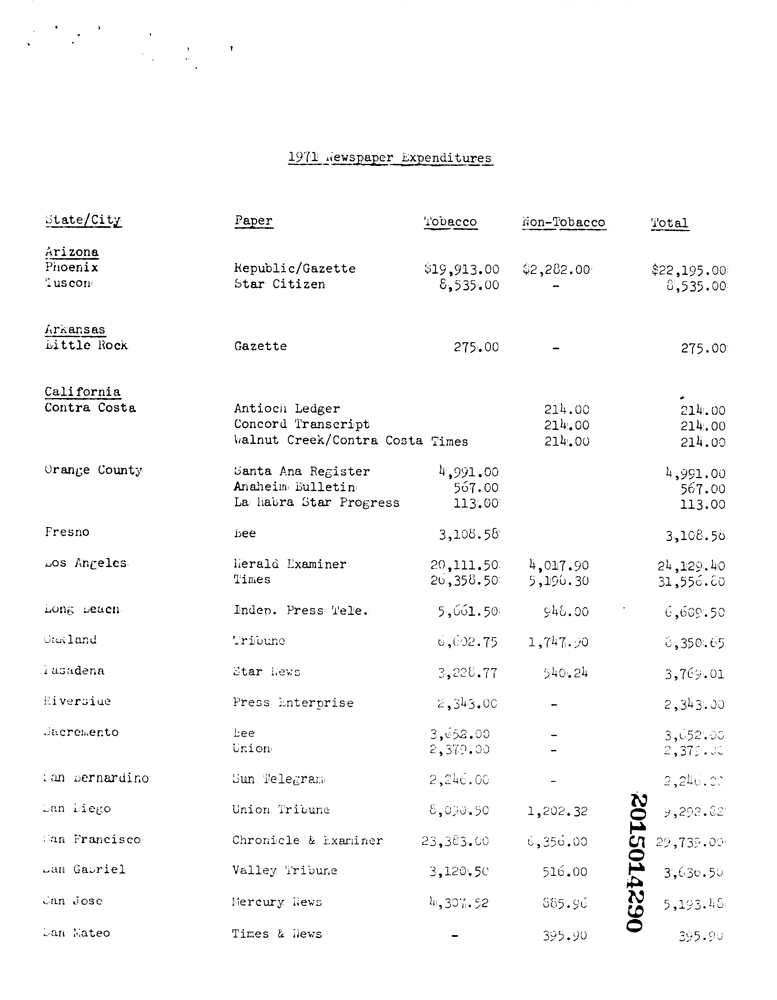 1971 Newspaper Expenditures
State/City Paper Tobacco Non-Tobacco Total
Arizona
Phoenix Republic/Gazette $19,913.00 $2,282.00 $22,195.00
Tuscon Star Citizen 8,535.00 - 8,535.00
Arkansas
Little Rock Gazette 275.00 - 275.00
California
Contra Costa Antioch Ledger 214.00 214.00
Concord Transcript 214.00 214.00
Walnut Creek/Contra Costa Times 214.00 214.00
Orange County Santa Ana Register 4,991.00 4,991.00
Anaheim Bulletin 567.00 567.00
La Habra Star Progress 113.00 113.00
Fresno Bee 3,108.58 3,108.58
Los Angeles Herald Examiner 20,111.50 4,017.90 24,129.40
Times 26,358.50 5,198.30 31,556.80
Long Beach Inden. Press Tele. 5,661.50 948.00 6,609.50
Oakland Tribune 6,602.75 1,747.90 8,350.65
Pasadena Star News 3,228.77 540.24 3,769.01
Riverside Press Enterprise 2,343.00 - 2,343.00
Sacremento Bee 3,652.00 - 3,652.00
Union 2,379.00 - 2,379.00
San Bernardino Sun Telegram 2,246.00 - 2,246.00
San Diego Union Tribune 8,090.50 1,202.32 9,292.82
San Francisco Chronicle & Examiner 23,383.00 6,356.00 29,739.00
San Gabriel Valley Tribune 3,120.50 516.00 3,636.50
San Jose Mercury News 4,307.52 885.96 5,193.48
San Mateo Times & News - 395.90 395.90
2015014290